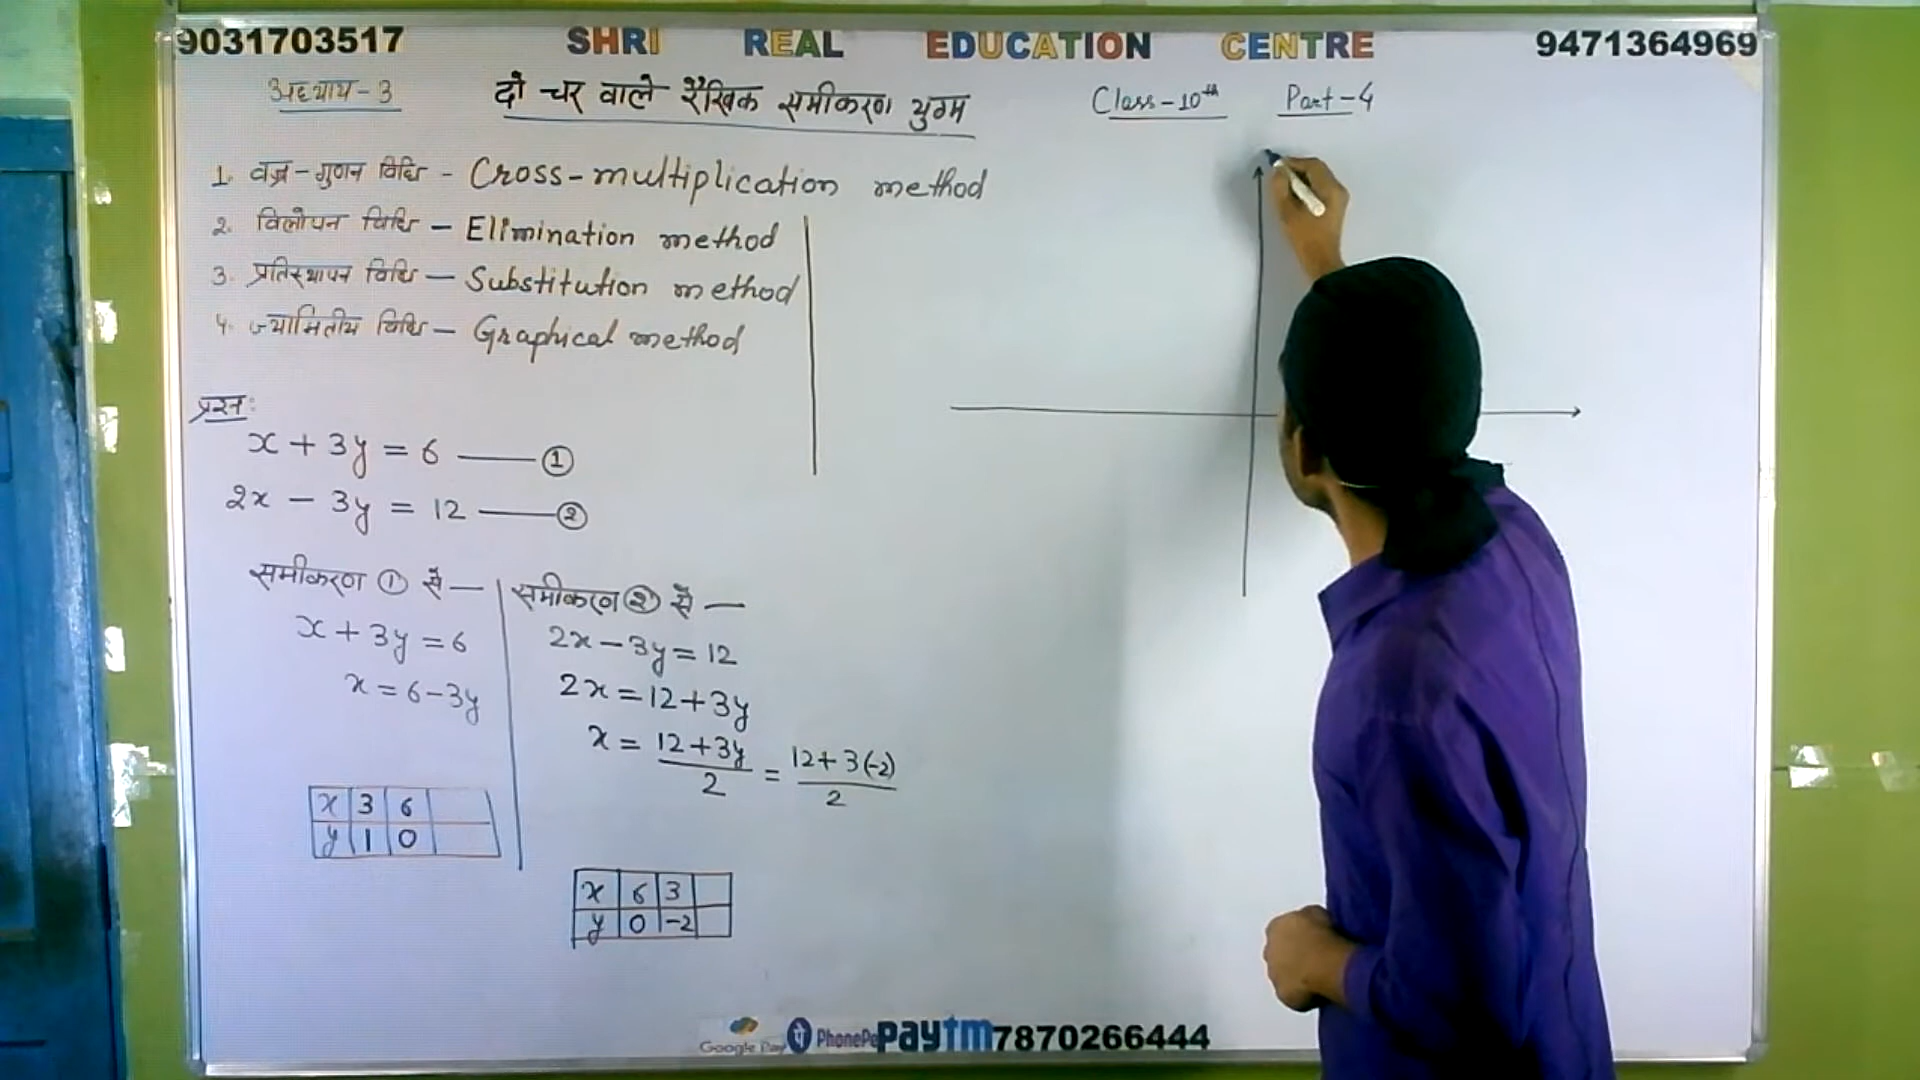 9031703517 SHRI REAL EDUCATION CENTRE 9471364969
अध्याय-3 दो चर वाले रैखिक समीकरण युग्म Class-10th Part-4
1. वज्र-गुणन विधि - Cross-multiplication method
2. विलोपन विधि - Elimination method
3. प्रतिस्थापन विधि - Substitution method
4. ज्यामितीय विधि - Graphical method
प्रश्न:
x + 3y = 6 —— ①
2x - 3y = 12 —— ②
समीकरण ① से —
x + 3y = 6
x = 6 - 3y
x 3 6
y 1 0
समीकरण ② से —
2x - 3y = 12
2x = 12 + 3y
x = (12 + 3y)/2 = (12 + 3(-2))/2
x 6 3
y 0 -2
Google Pay PhonePe paytm 7870266444